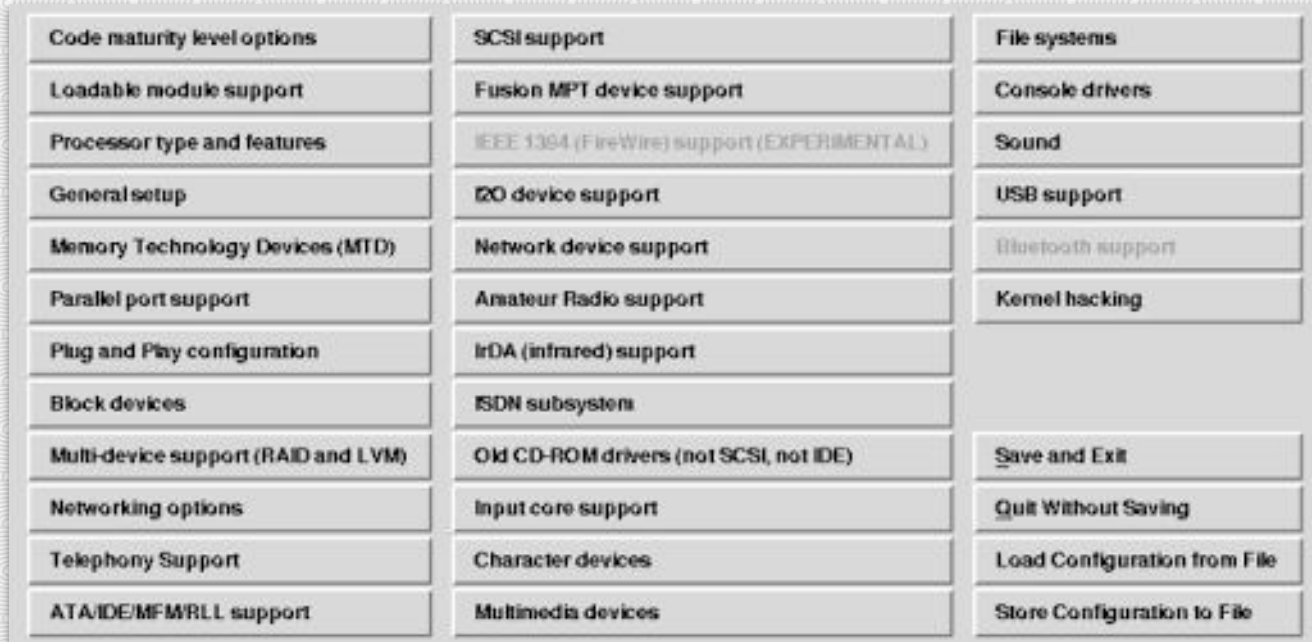 Code maturity level options
Loadable module support
Processor type and features
General setup
Memory Technology Devices (MTD)
Parallel port support
Plug and Play configuration
Block devices
Multi-device support (RAID and LVM)
Networking options
Telephony Support
ATA/IDE/MFM/RLL support
SCSI support
Fusion MPT device support
IEEE 1394 (FireWire) support (EXPERIMENTAL)
I2O device support
Network device support
Amateur Radio support
IrDA (infrared) support
ISDN subsystem
Old CD-ROM drivers (not SCSI, not IDE)
Input core support
Character devices
Multimedia devices
File systems
Console drivers
Sound
USB support
Bluetooth support
Kernel hacking
Save and Exit
Quit Without Saving
Load Configuration from File
Store Configuration to File